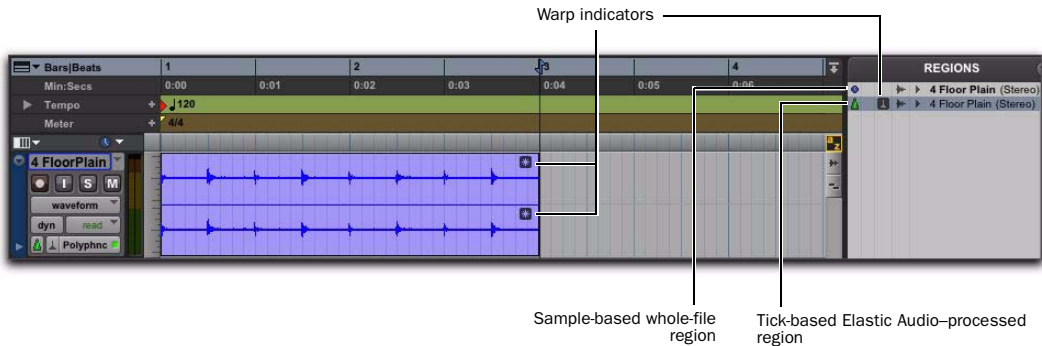 Warp indicators
Bars|Beats 1 2 3 4
REGIONS
Min:Secs 0:00 0:01 0:02 0:03 0:04 0:05 0:06
4 Floor Plain (Stereo)
Tempo + 120
4 Floor Plain (Stereo)
Meter + 4/4
a z
4 FloorPlain
I S M
waveform
dyn read
Polyphnc
Sample-based whole-file
region
Tick-based Elastic Audio–processed
region